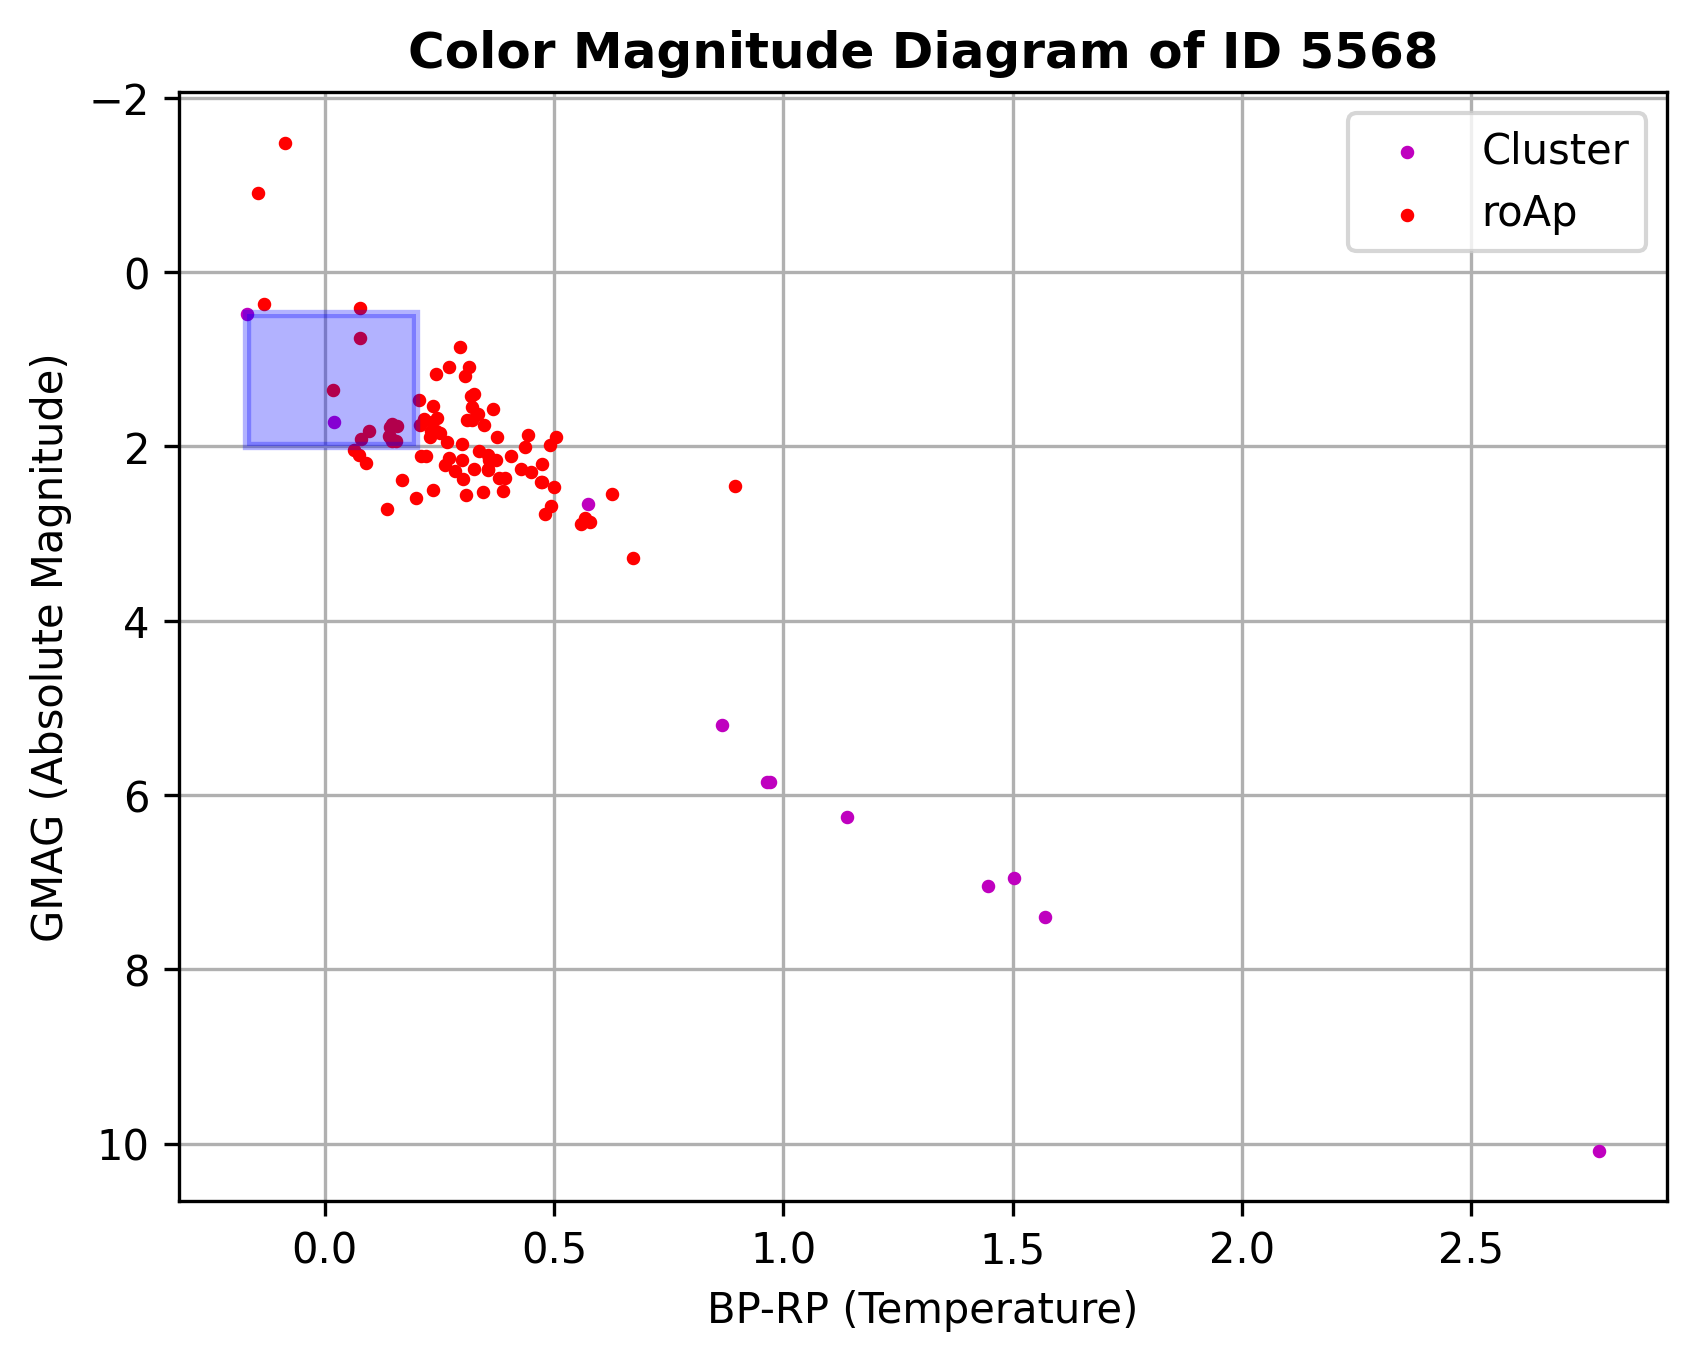 Color Magnitude Diagram of ID 5568
Cluster
roAp
GMAG (Absolute Magnitude)
−2
0
2
4
6
8
10
0.0 0.5 1.0 1.5 2.0 2.5
BP-RP (Temperature)